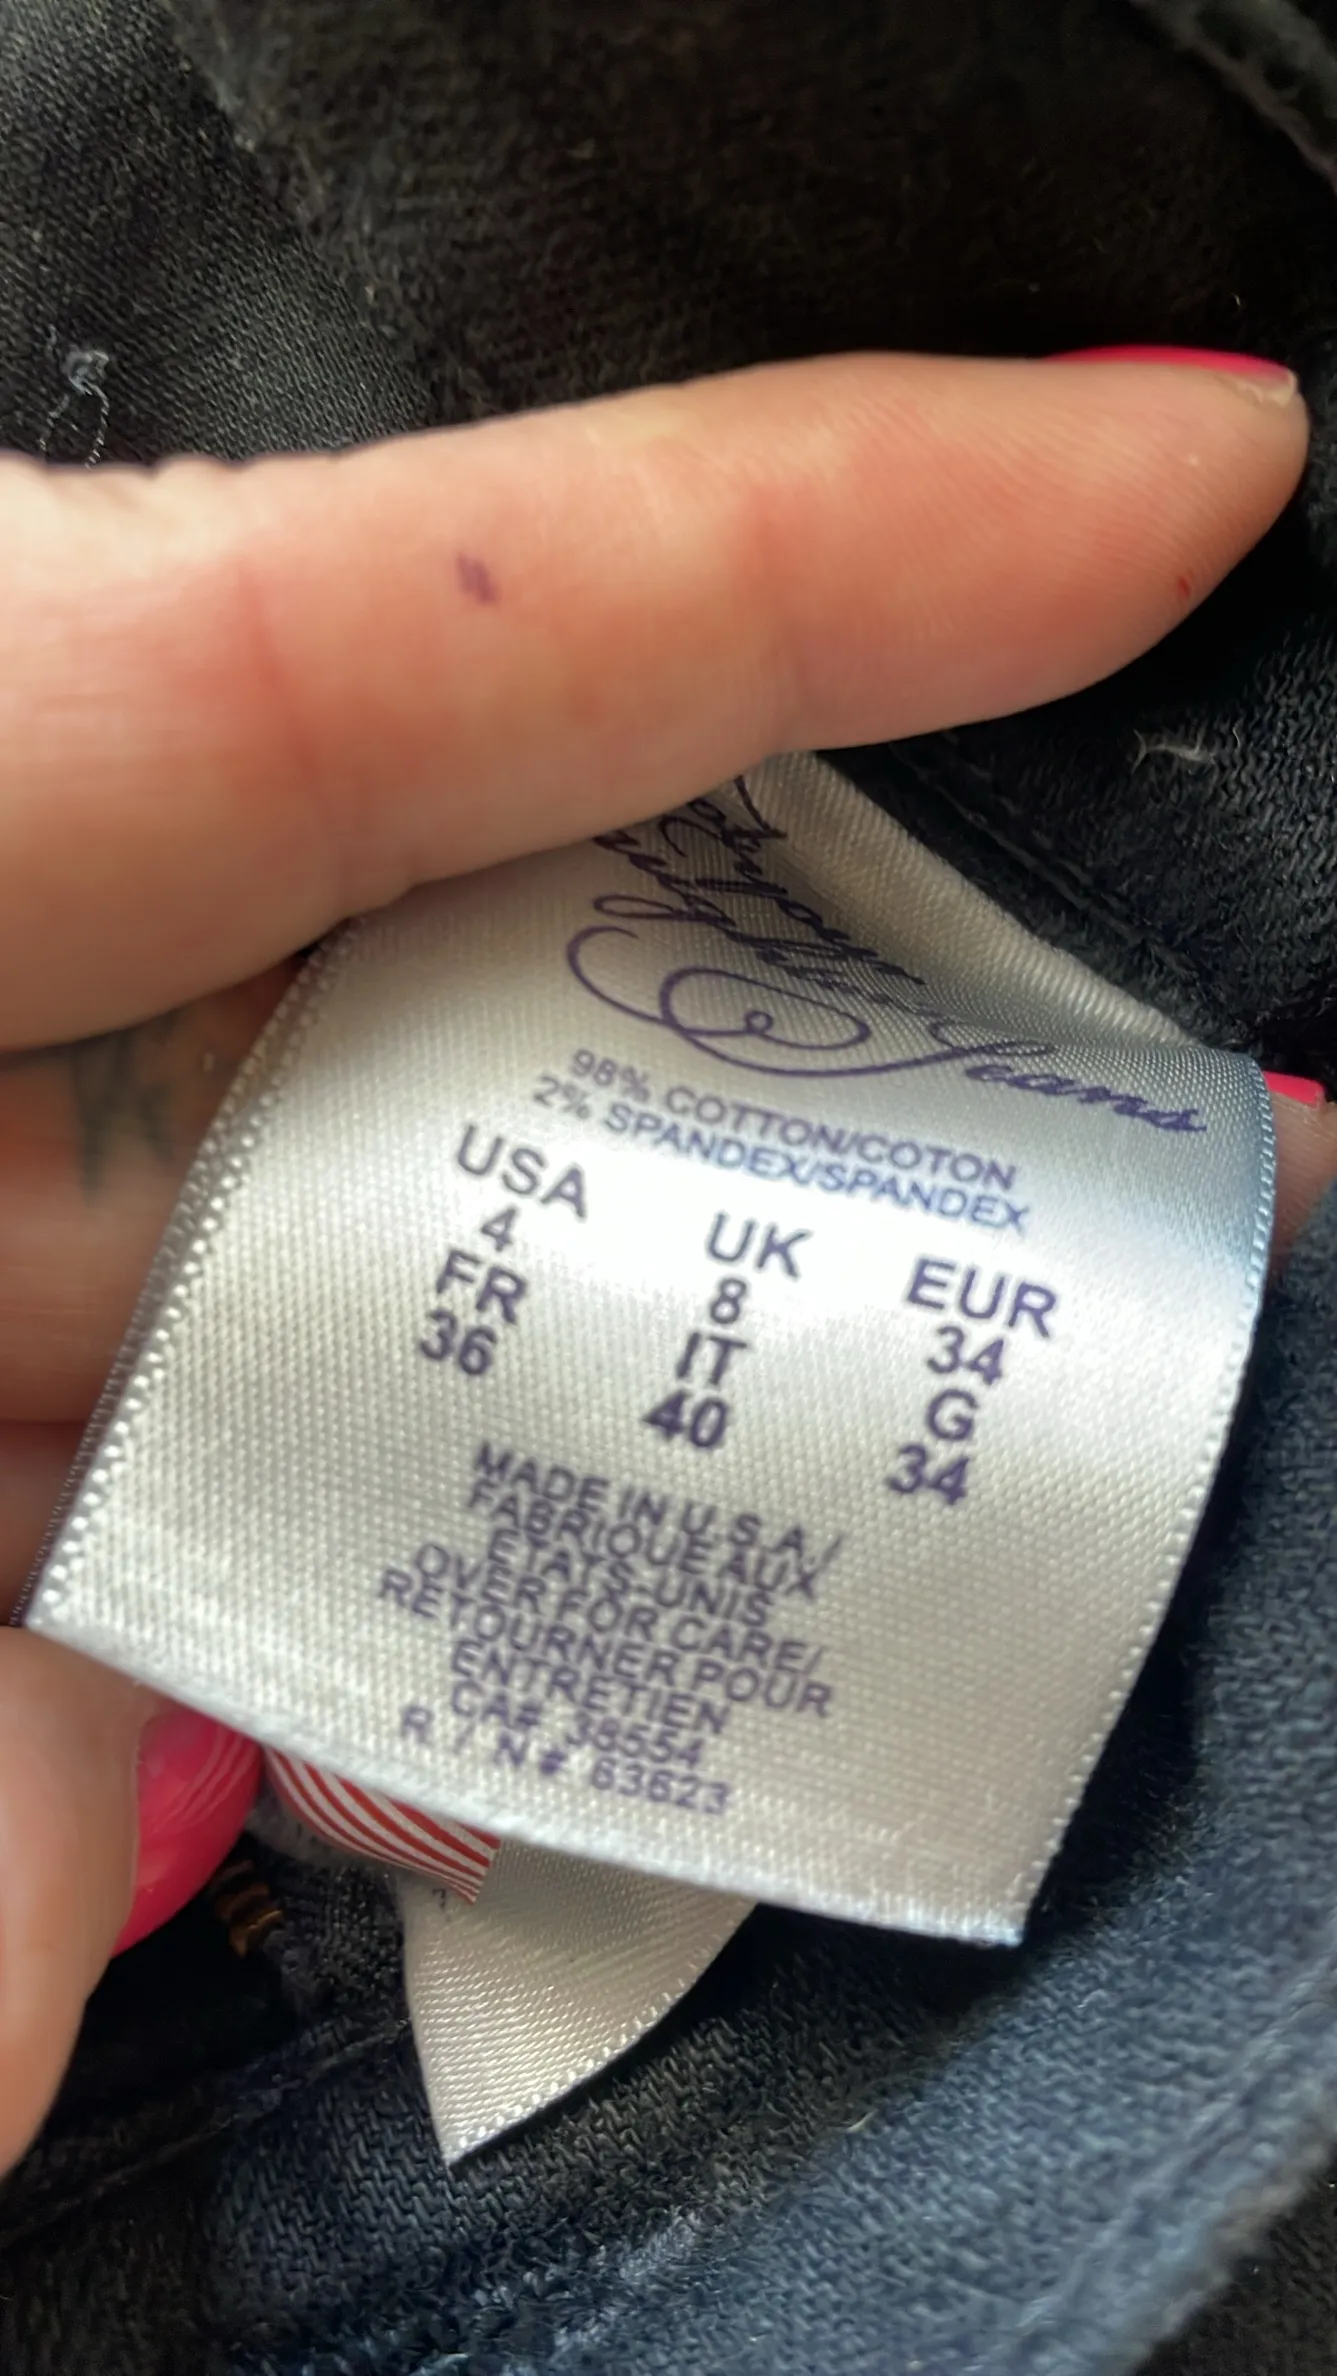 Jeans
98% COTTON/COTON
2% SPANDEX/SPANDEX
USA UK EUR
4 8 34
FR IT G
36 40 34
MADE IN U.S.A./
FABRIQUE AUX
ETATS-UNIS
OVER FOR CARE/
RETOURNER POUR
ENTRETIEN
CA# 38554
R / N # 63623